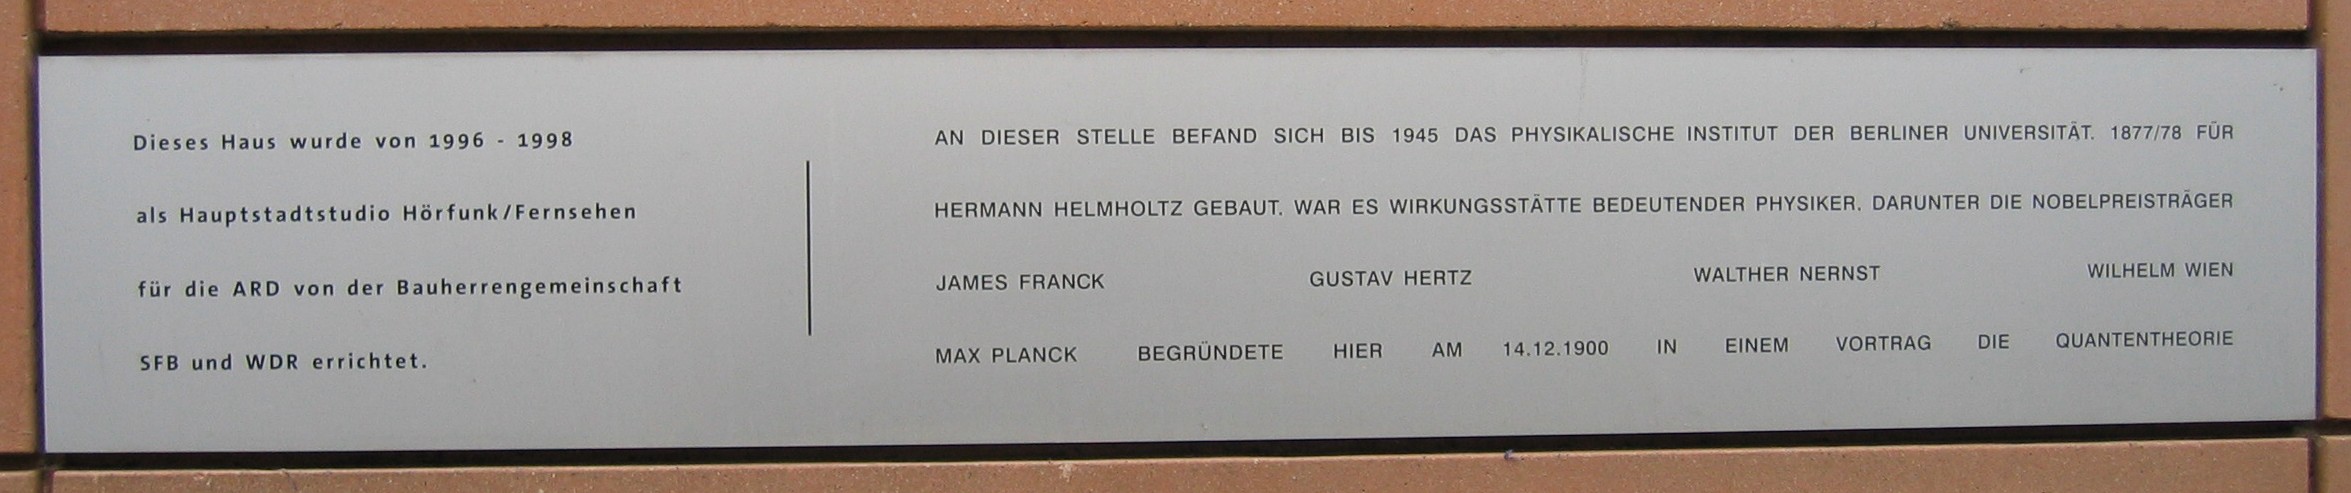 Dieses Haus wurde von 1996 - 1998
als Hauptstadtstudio Hörfunk/Fernsehen
für die ARD von der Bauherrengemeinschaft
SFB und WDR errichtet.
AN DIESER STELLE BEFAND SICH BIS 1945 DAS PHYSIKALISCHE INSTITUT DER BERLINER UNIVERSITÄT. 1877/78 FÜR
HERMANN HELMHOLTZ GEBAUT. WAR ES WIRKUNGSSTÄTTE BEDEUTENDER PHYSIKER. DARUNTER DIE NOBELPREISTRÄGER
JAMES FRANCK GUSTAV HERTZ WALTHER NERNST WILHELM WIEN
MAX PLANCK BEGRÜNDETE HIER AM 14.12.1900 IN EINEM VORTRAG DIE QUANTENTHEORIE